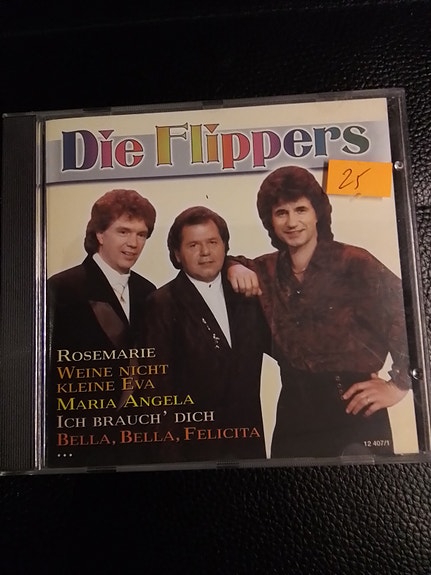 Die Flippers
25
ROSEMARIE
WEINE NICHT
KLEINE EVA
MARIA ANGELA
ICH BRAUCH' DICH
BELLA, BELLA, FELICITA
...
12 407/1